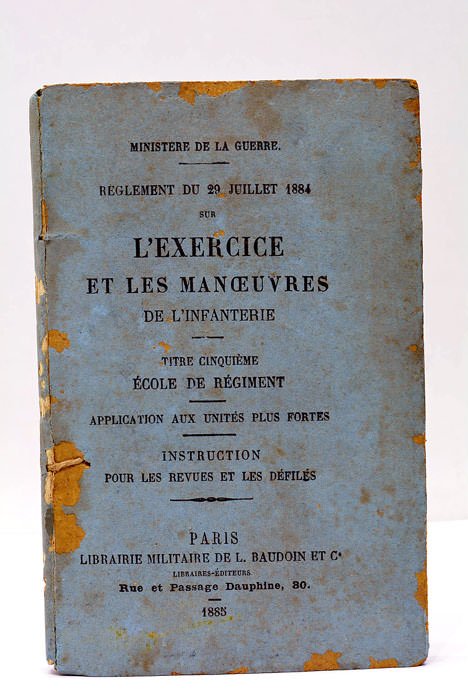 MINISTERE DE LA GUERRE.
RÈGLEMENT DU 29 JUILLET 1884
SUR
L'EXERCICE
ET LES MANŒUVRES
DE L'INFANTERIE
TITRE CINQUIÈME
ÉCOLE DE RÉGIMENT
APPLICATION AUX UNITÉS PLUS FORTES
INSTRUCTION
POUR LES REVUES ET LES DÉFILÉS
PARIS
LIBRAIRIE MILITAIRE DE L. BAUDOIN ET Cᵉ
LIBRAIRES-ÉDITEURS
Rue et Passage Dauphine, 30.
1885